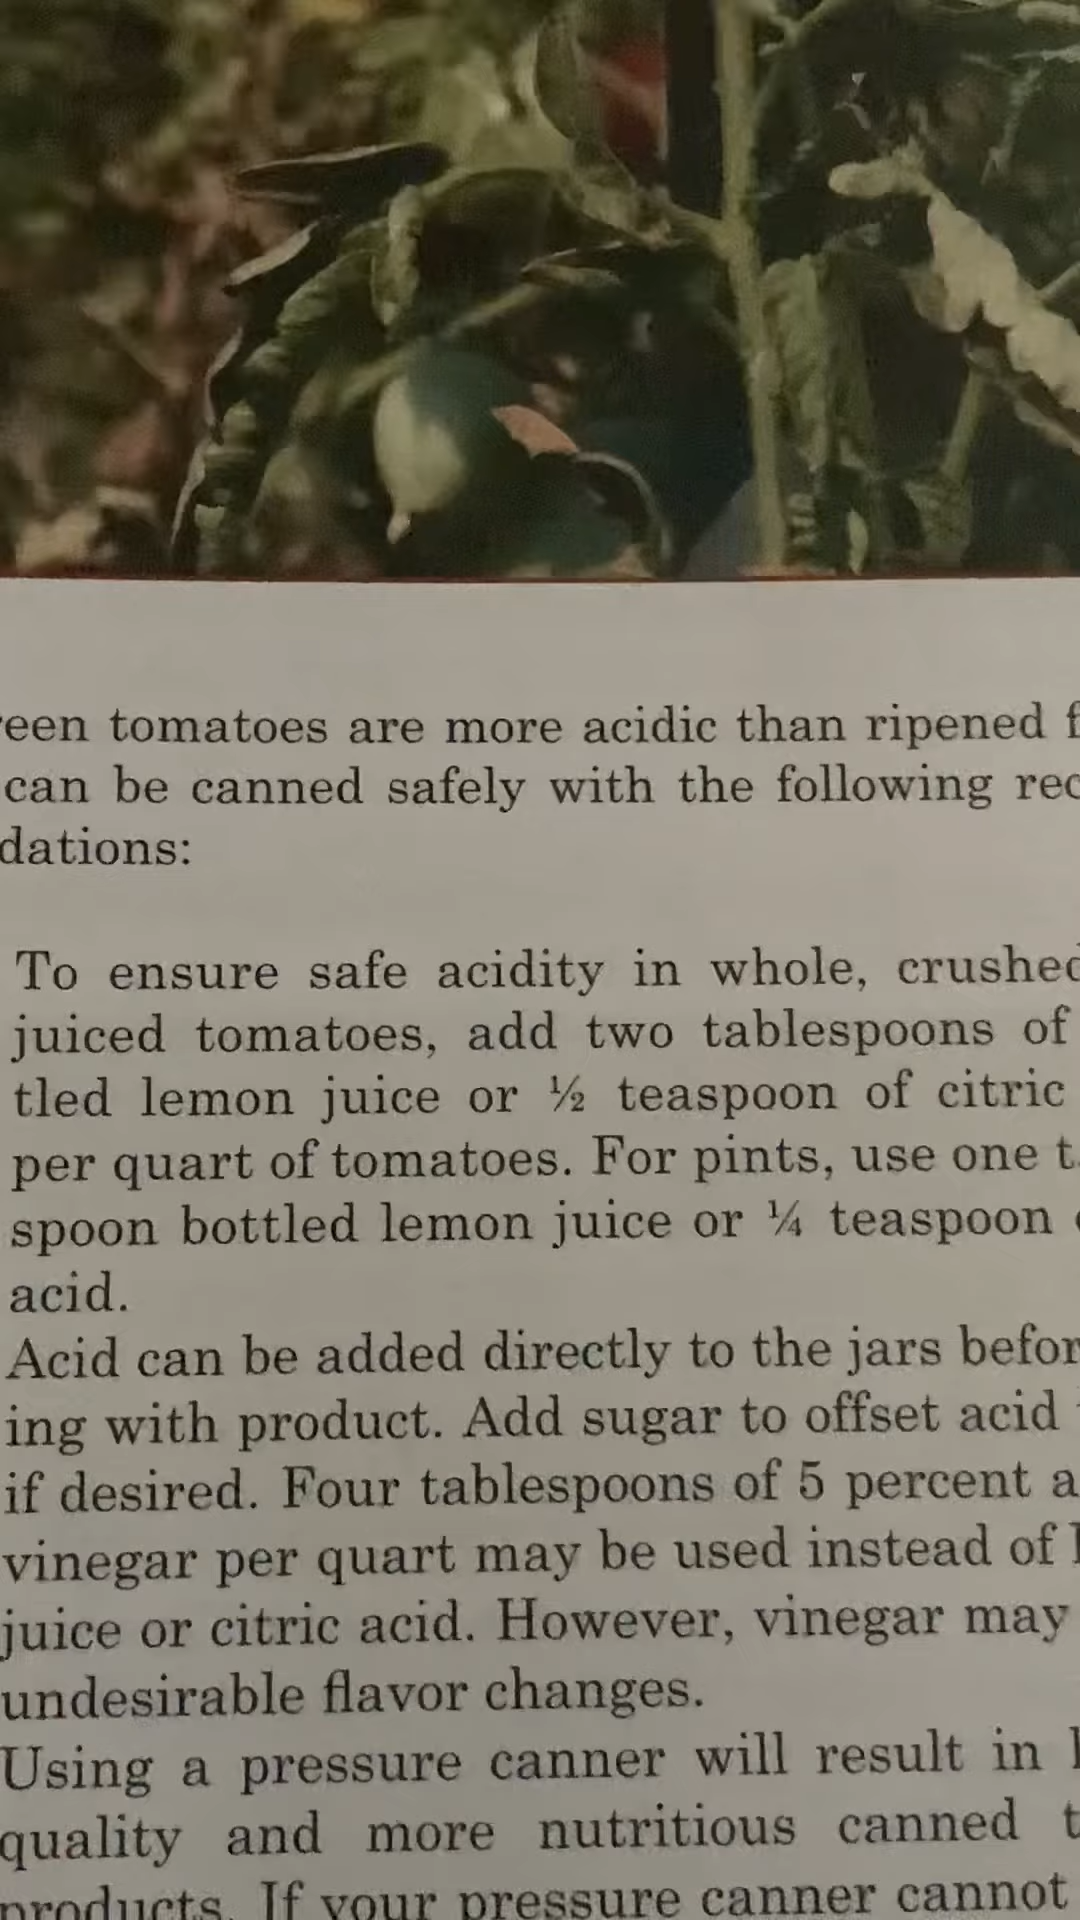 een tomatoes are more acidic than ripened f
can be canned safely with the following rec
dations:
To ensure safe acidity in whole, crushed
juiced tomatoes, add two tablespoons of
tled lemon juice or ½ teaspoon of citric
per quart of tomatoes. For pints, use one t
spoon bottled lemon juice or ¼ teaspoon
acid.
Acid can be added directly to the jars befor
ing with product. Add sugar to offset acid
if desired. Four tablespoons of 5 percent a
vinegar per quart may be used instead of l
juice or citric acid. However, vinegar may
undesirable flavor changes.
Using a pressure canner will result in
quality and more nutritious canned t
products. If your pressure canner cannot